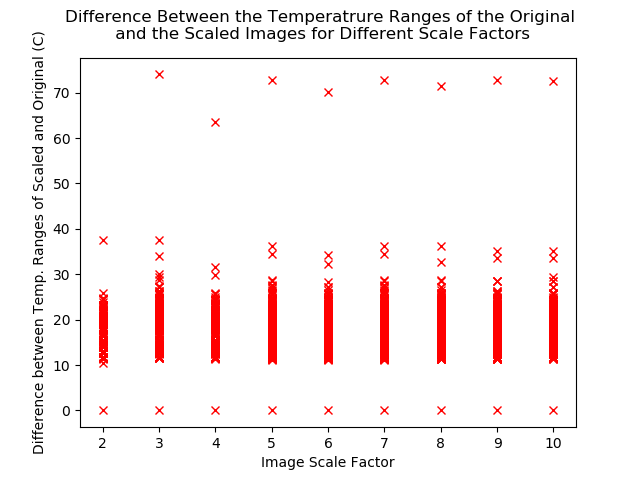 Difference Between the Temperatrure Ranges of the Original
and the Scaled Images for Different Scale Factors
Difference between Temp. Ranges of Scaled and Original (C)
70
60
50
40
30
20
10
0
2 3 4 5 6 7 8 9 10
Image Scale Factor